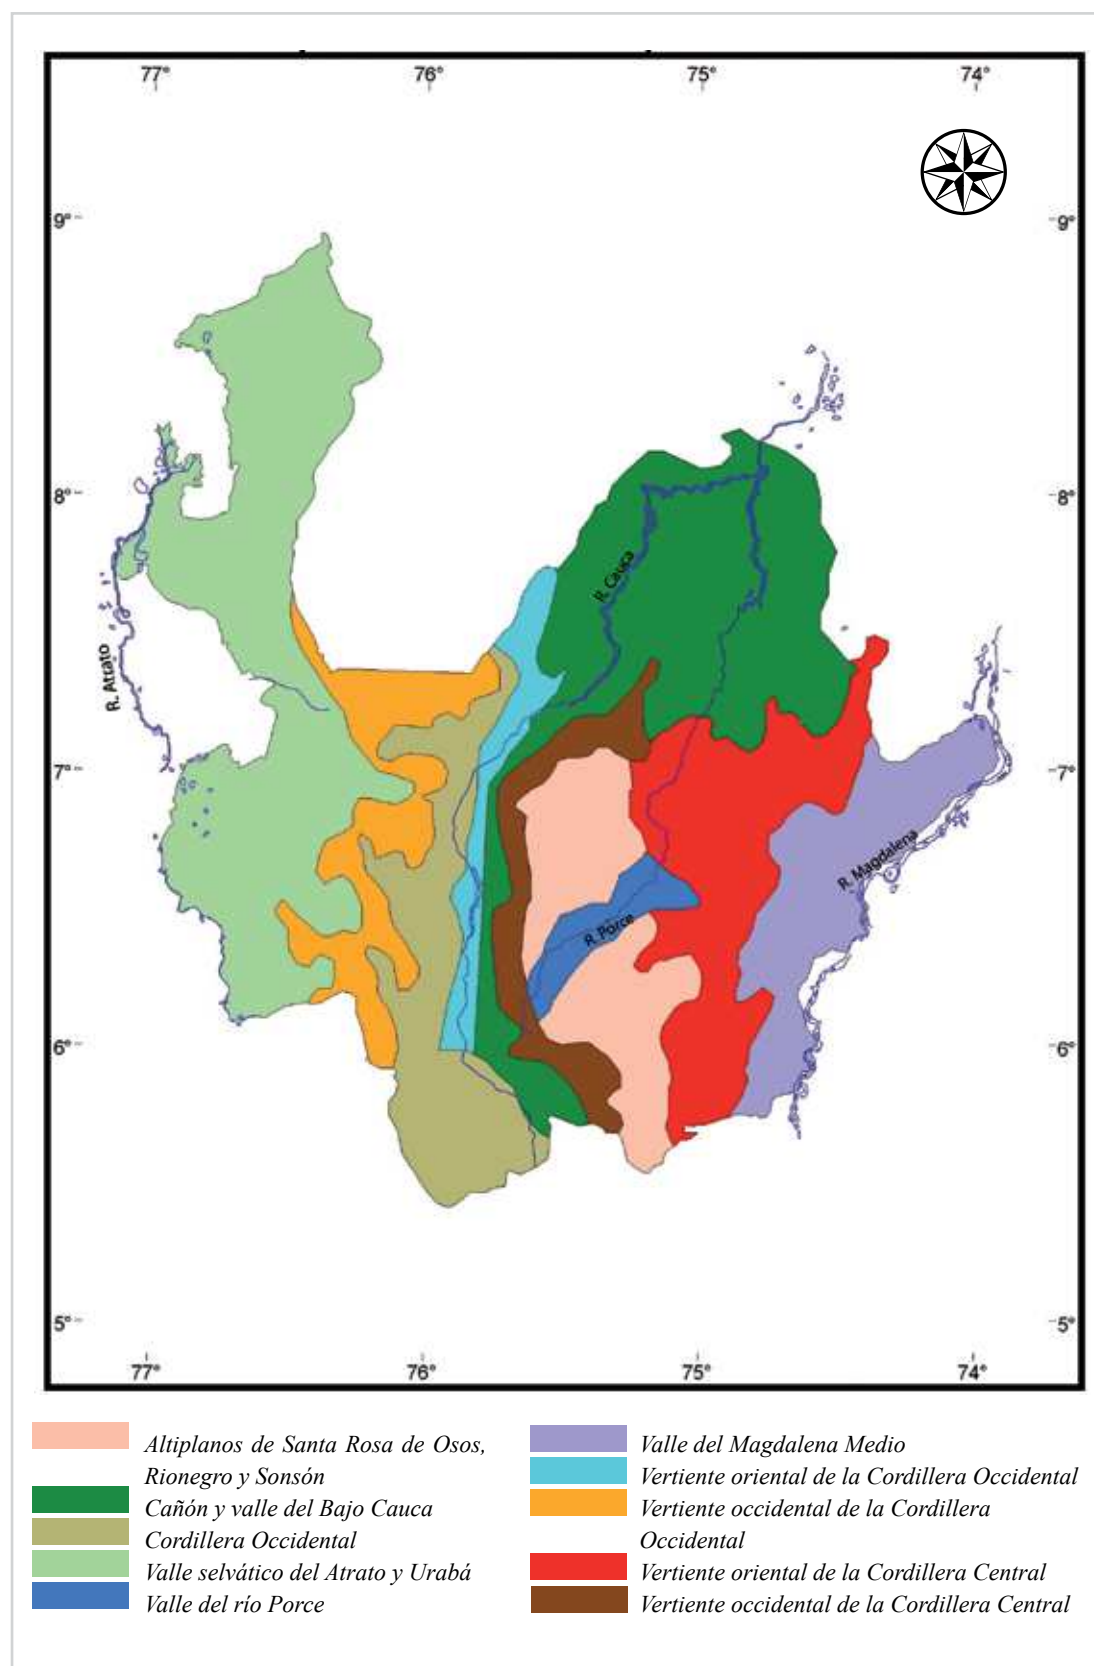 77° 76° 75° 74°
9° 9°
8° 8°
R. Cauca
R. Attato
7° 7°
R. Magdalena
R. Porce
6° 6°
5° 5°
77° 76° 75° 74°
Altiplanos de Santa Rosa de Osos,
Rionegro y Sonsón
Cañón y valle del Bajo Cauca
Cordillera Occidental
Valle selvático del Atrato y Urabá
Valle del río Porce
Valle del Magdalena Medio
Vertiente oriental de la Cordillera Occidental
Vertiente occidental de la Cordillera
Occidental
Vertiente oriental de la Cordillera Central
Vertiente occidental de la Cordillera Central